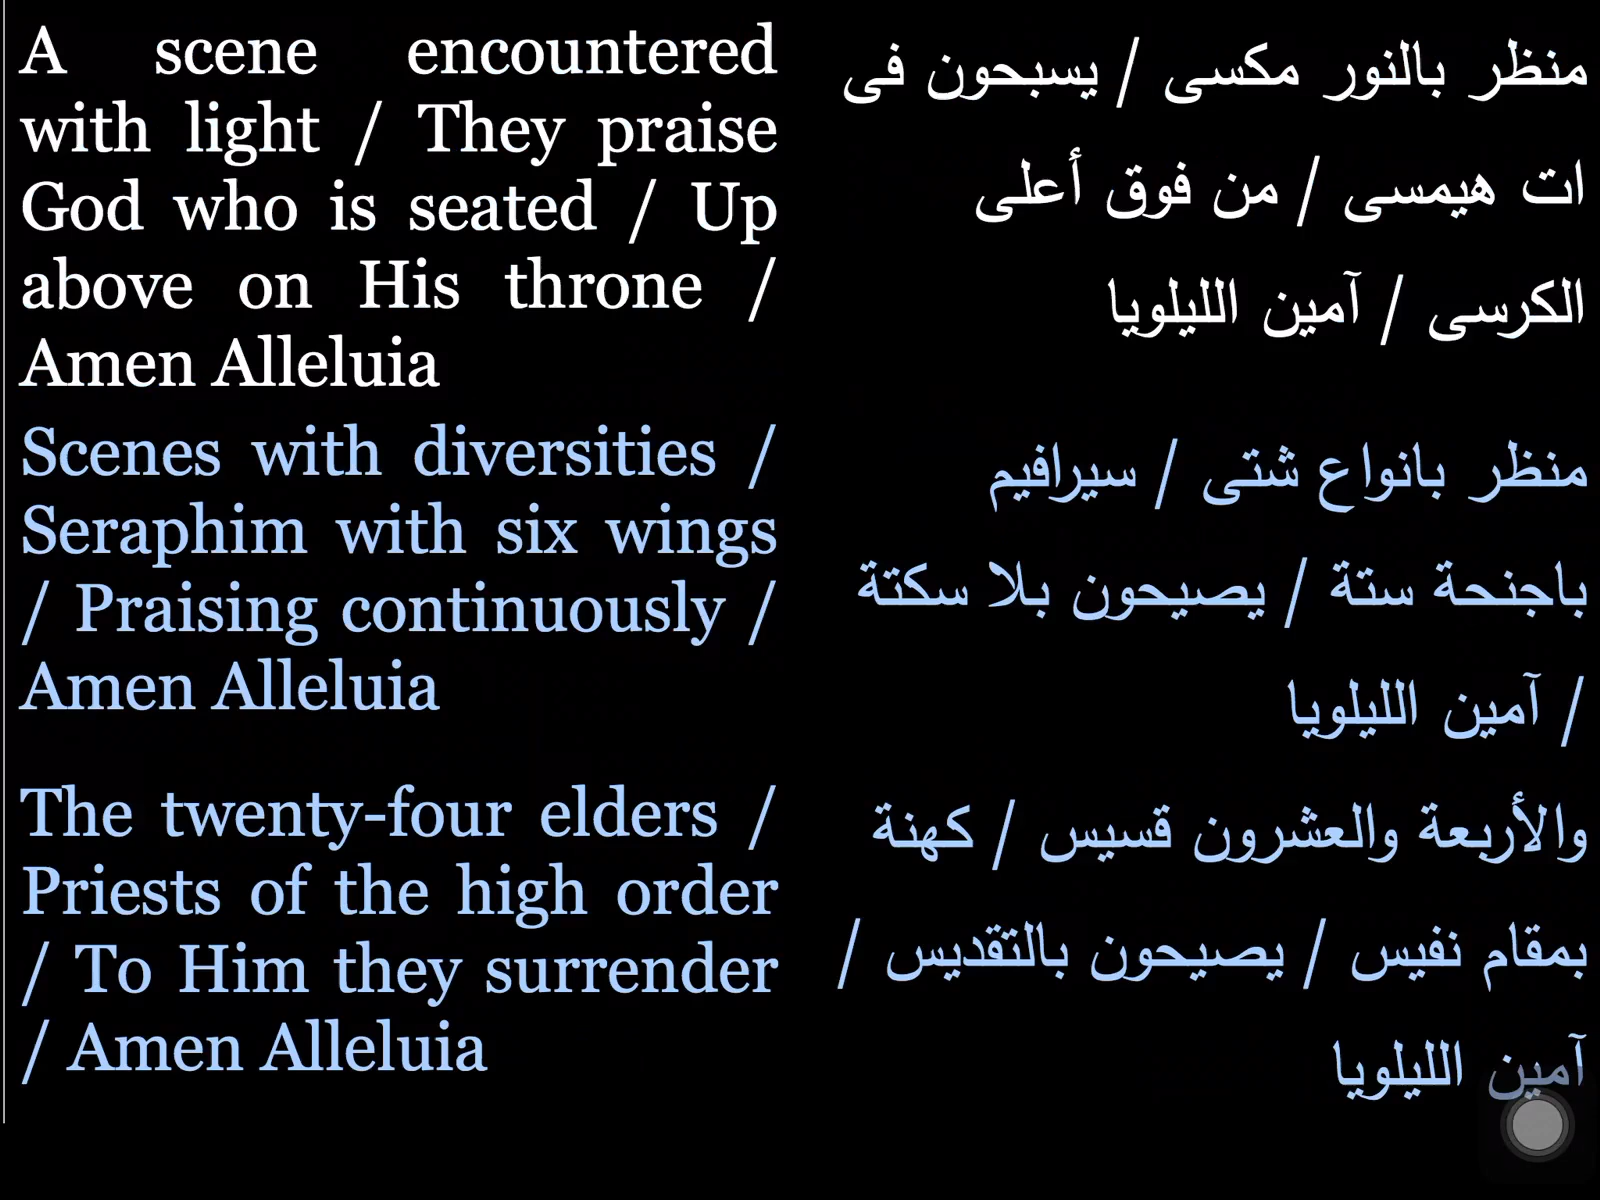 A scene encountered
with light / They praise
God who is seated / Up
above on His throne /
Amen Alleluia
منظر بالنور مكسى / يسبحون فى
ات هيمسى / من فوق أعلى
الكرسى / آمين الليلويا
Scenes with diversities /
Seraphim with six wings
/ Praising continuously /
Amen Alleluia
منظر بانواع شتى / سيرافيم
باجنحة ستة / يصيحون بلا سكتة
/ آمين الليلويا
The twenty-four elders /
Priests of the high order
/ To Him they surrender
/ Amen Alleluia
والأربعة والعشرون قسيس / كهنة
بمقام نفيس / يصيحون بالتقديس /
آمين الليلويا